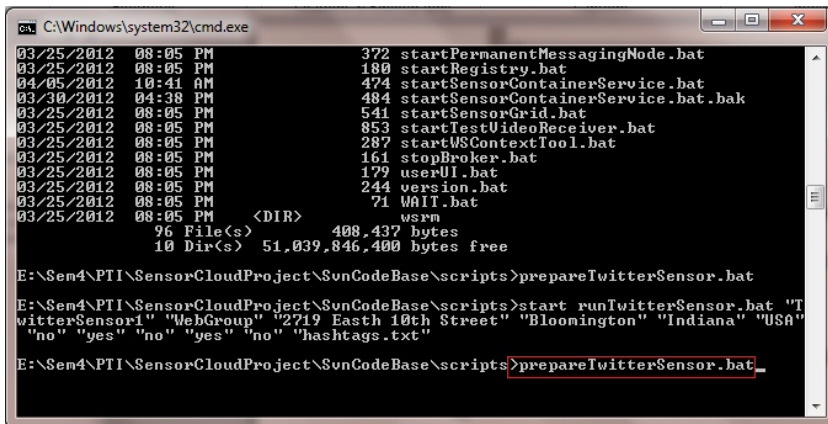 C:\Windows\system32\cmd.exe
03/25/2012 08:05 PM 372 startPermanentMessagingNode.bat
03/25/2012 08:05 PM 180 startRegistry.bat
04/05/2012 10:41 AM 474 startSensorContainerService.bat
03/30/2012 04:38 PM 484 startSensorContainerService.bat.bak
03/25/2012 08:05 PM 541 startSensorGrid.bat
03/25/2012 08:05 PM 853 startTestVideoReceiver.bat
03/25/2012 08:05 PM 287 startWSContextTool.bat
03/25/2012 08:05 PM 161 stopBroker.bat
03/25/2012 08:05 PM 179 userUI.bat
03/25/2012 08:05 PM 244 version.bat
03/25/2012 08:05 PM 71 WAIT.bat
03/25/2012 08:05 PM <DIR> wsrm
96 File(s) 408,437 bytes
10 Dir(s) 51,039,846,400 bytes free
E:\Sem4\PTI\SensorCloudProject\SvnCodeBase\scripts>prepareTwitterSensor.bat
E:\Sem4\PTI\SensorCloudProject\SvnCodeBase\scripts>start runTwitterSensor.bat "T
witterSensor1" "WebGroup" "2719 Easth 10th Street" "Bloomington" "Indiana" "USA"
"no" "yes" "no" "yes" "no" "hashtags.txt"
E:\Sem4\PTI\SensorCloudProject\SvnCodeBase\scripts>prepareTwitterSensor.bat_